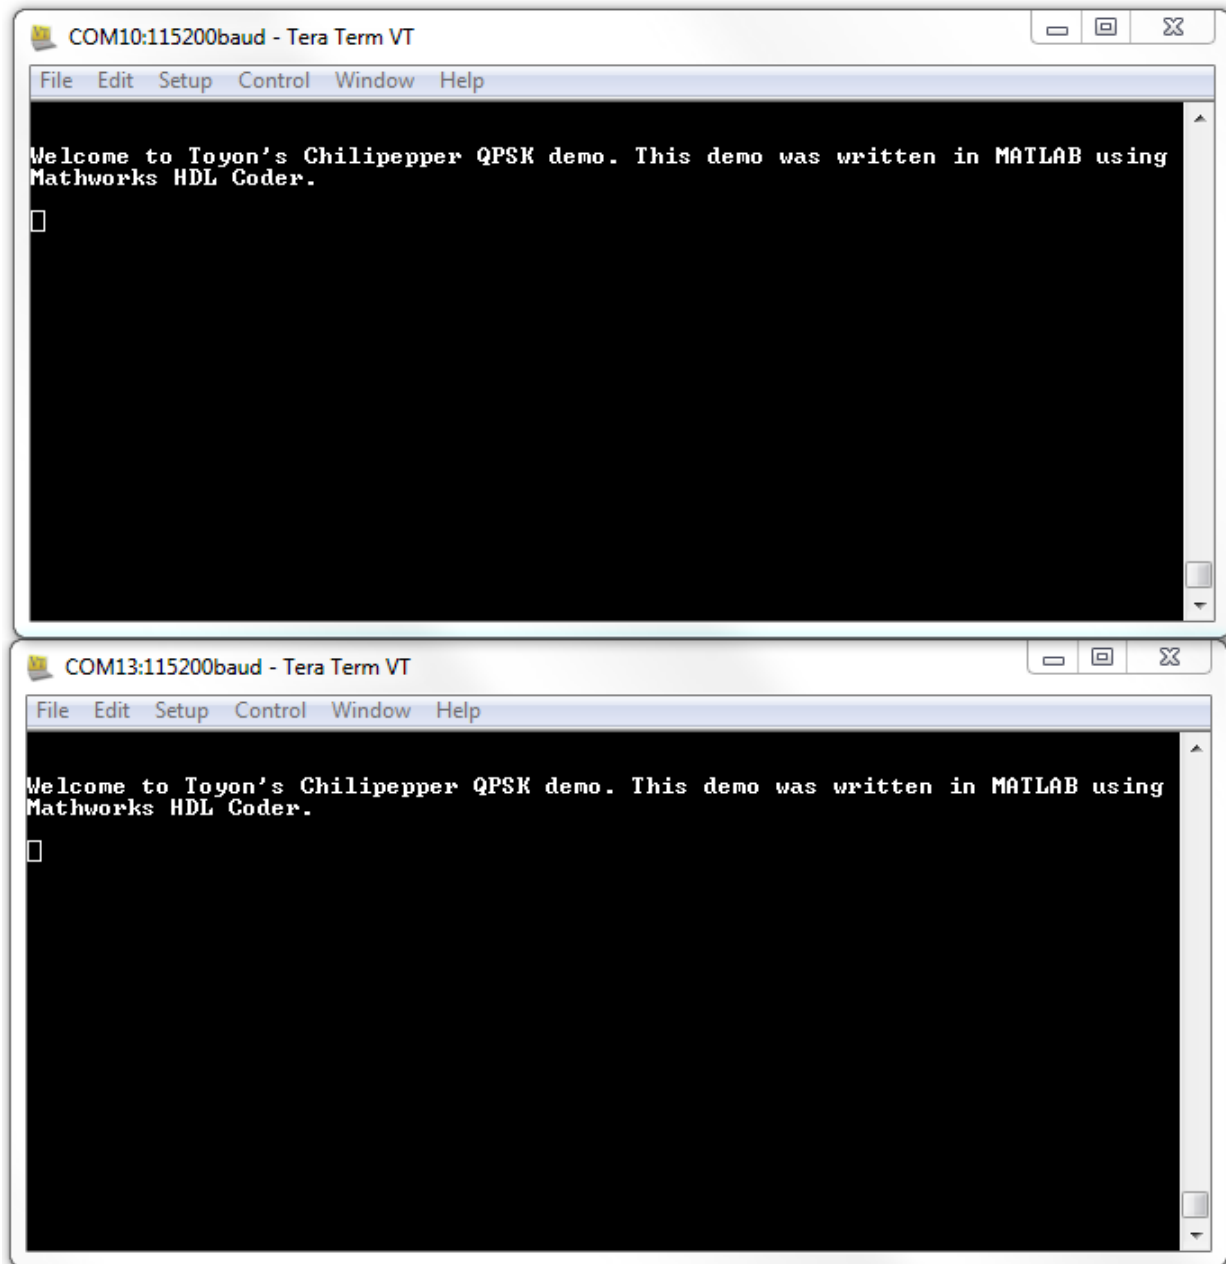 COM10:115200baud - Tera Term VT
File Edit Setup Control Window Help
Welcome to Toyon's Chilipepper QPSK demo. This demo was written in MATLAB using
Mathworks HDL Coder.
COM13:115200baud - Tera Term VT
File Edit Setup Control Window Help
Welcome to Toyon's Chilipepper QPSK demo. This demo was written in MATLAB using
Mathworks HDL Coder.